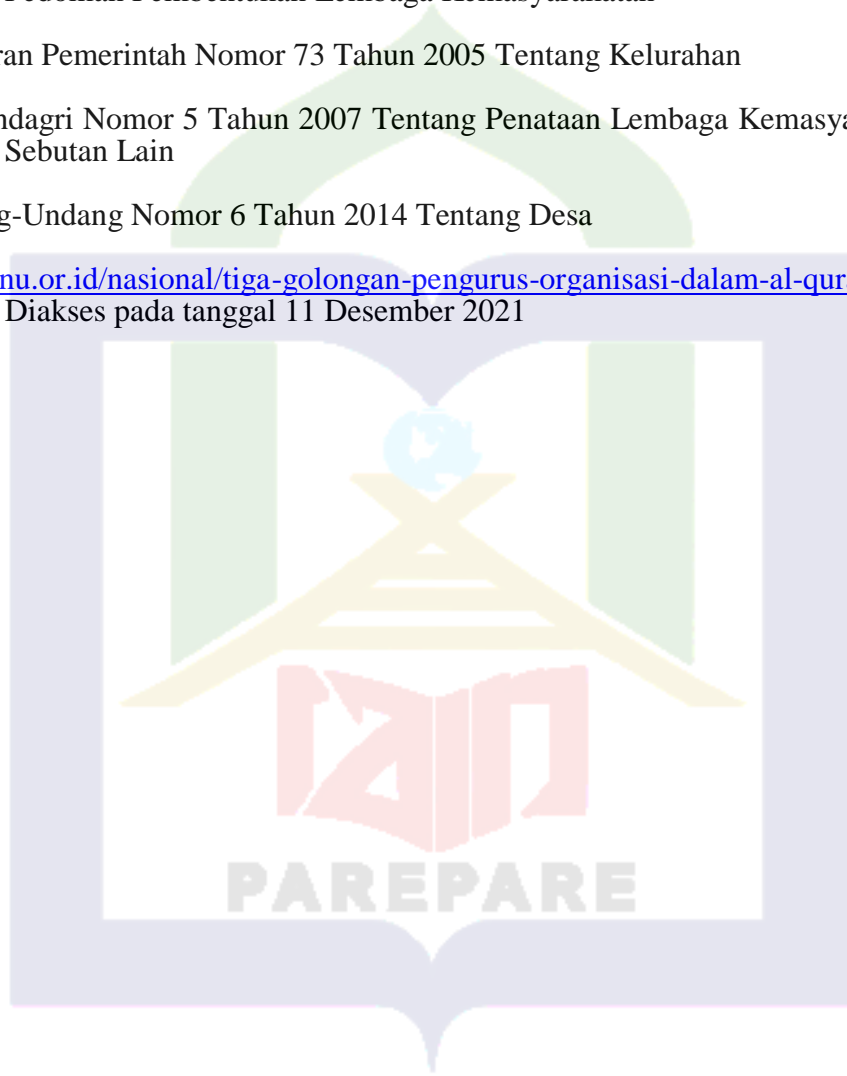 Pedoman Pembentukan Lembaga Kemasyarakatan
ran Pemerintah Nomor 73 Tahun 2005 Tentang Kelurahan
ndagri Nomor 5 Tahun 2007 Tentang Penataan Lembaga Kemasya
Sebutan Lain
g-Undang Nomor 6 Tahun 2014 Tentang Desa
nu.or.id/nasional/tiga-golongan-pengurus-organisasi-dalam-al-qur
Diakses pada tanggal 11 Desember 2021
iain
PAREPARE